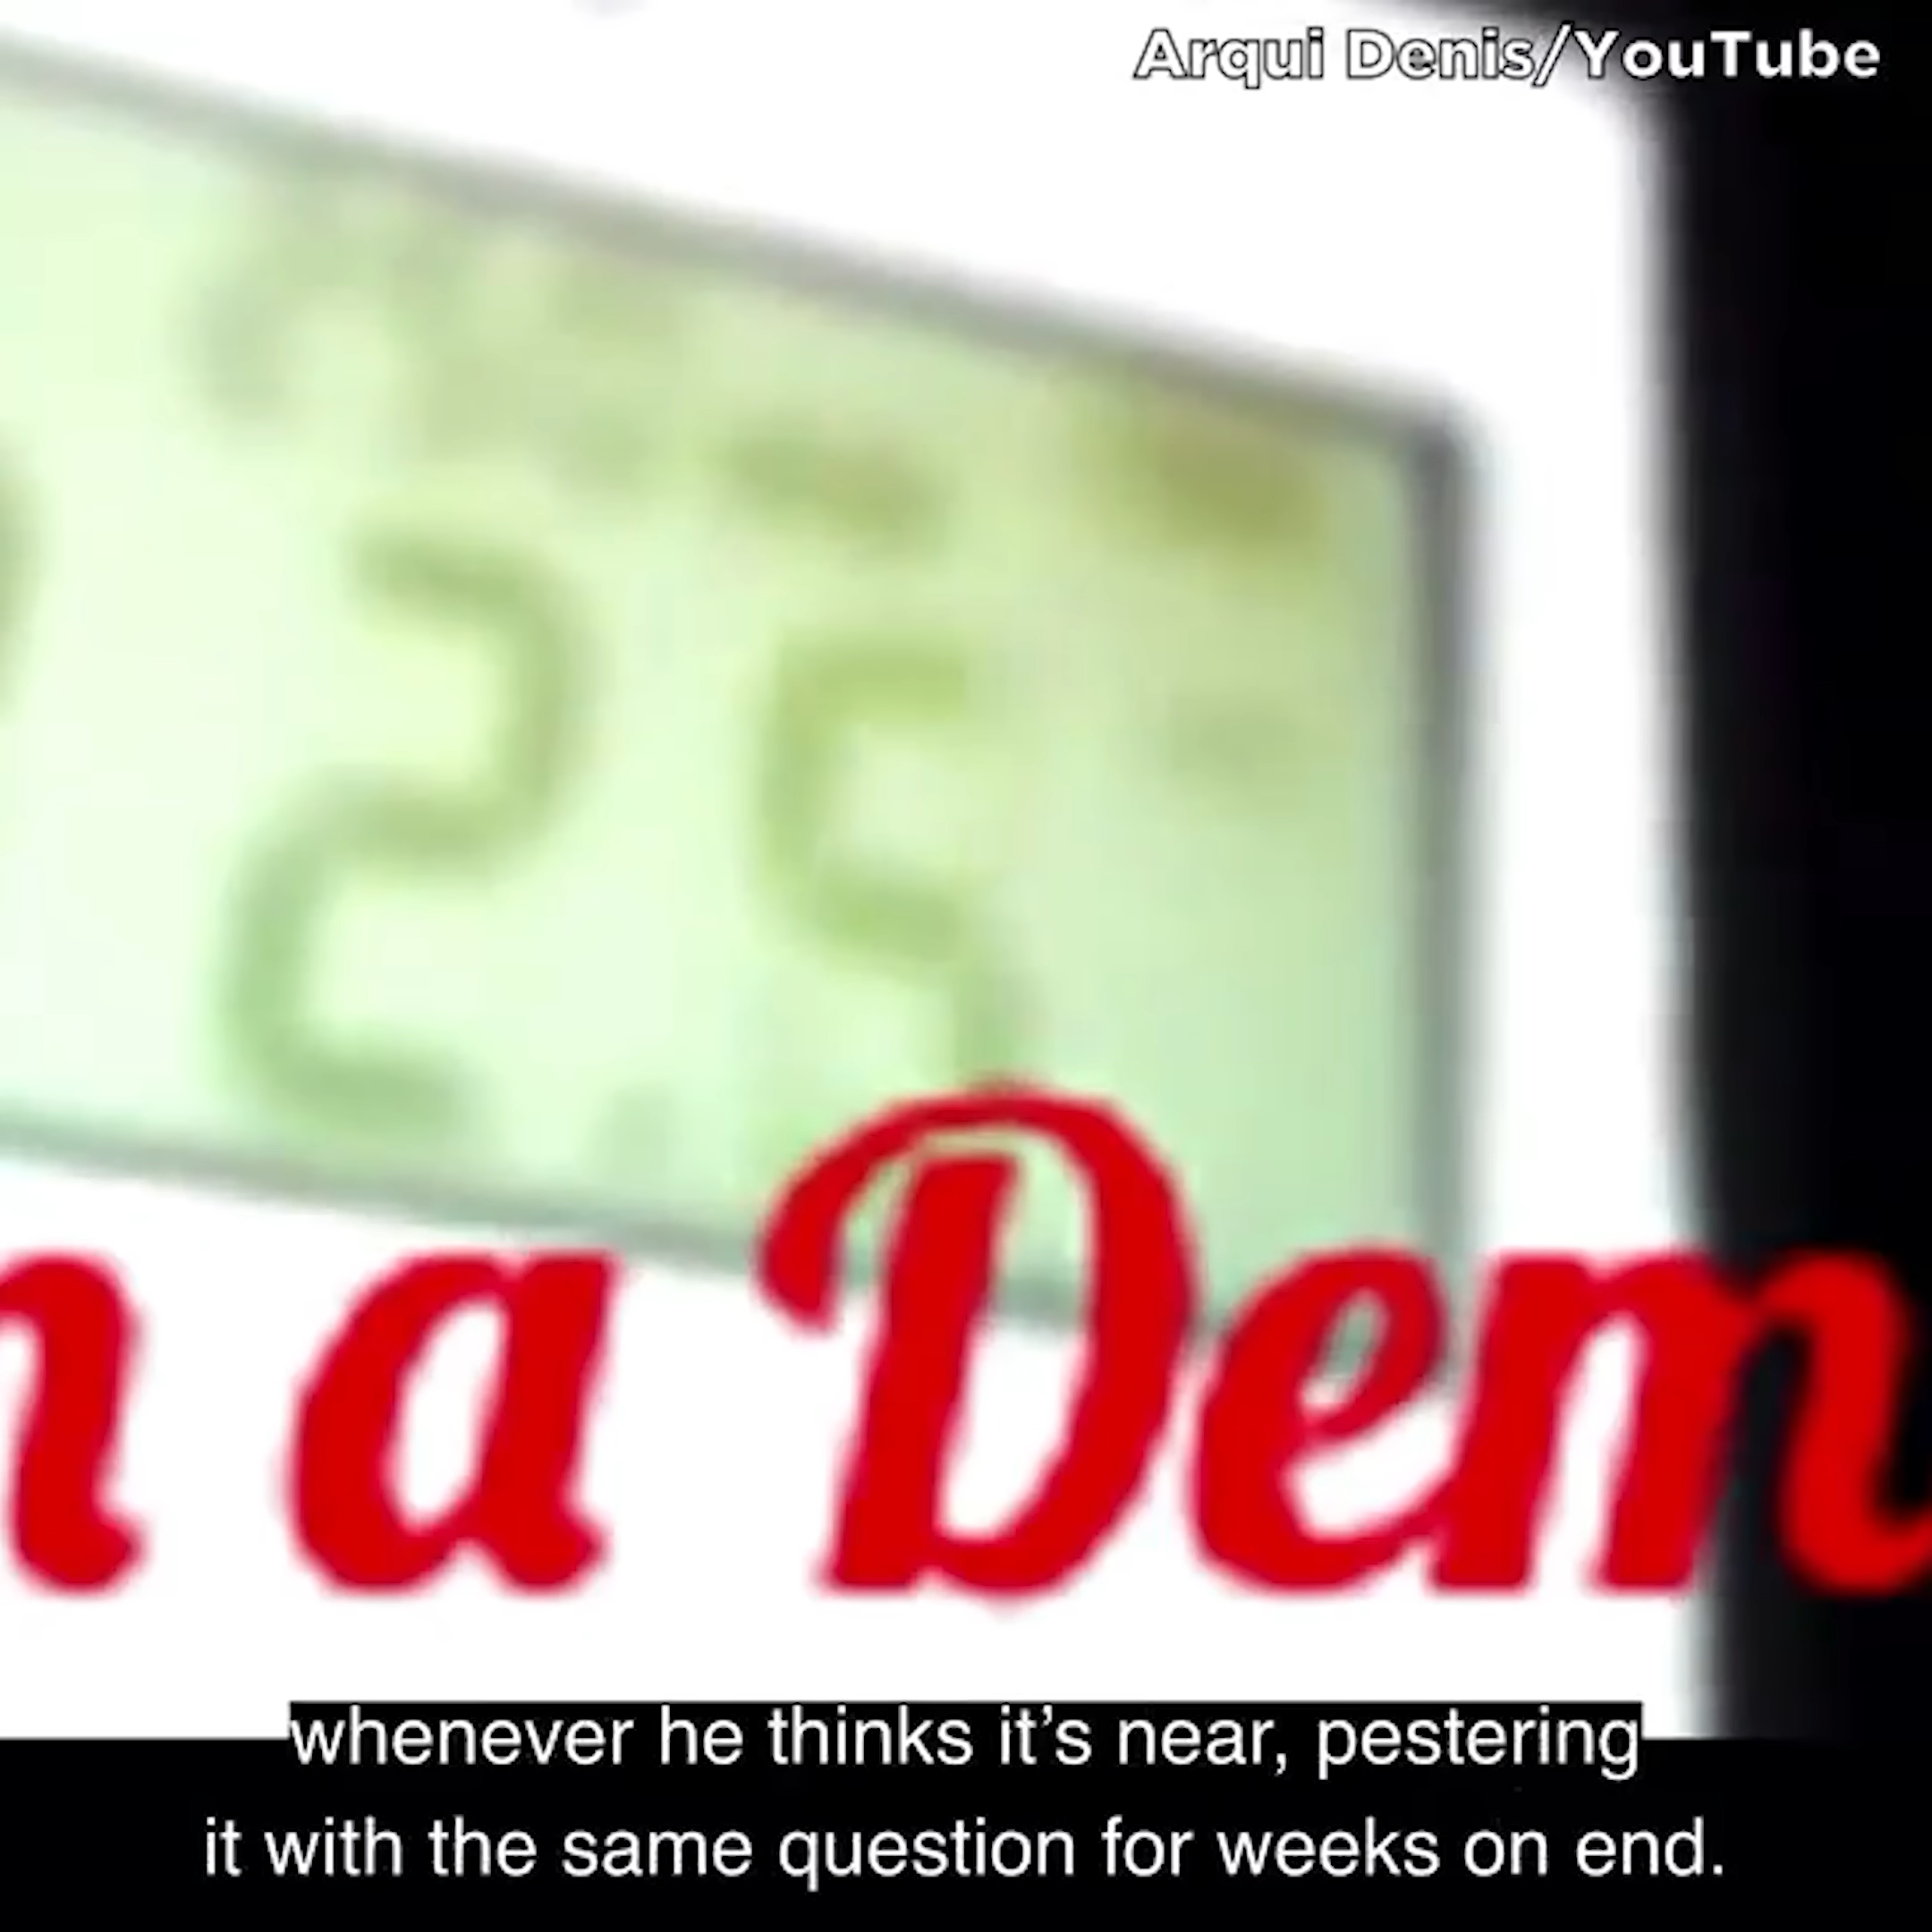 Arqui Denis/YouTube
25
n a Dem
whenever he thinks it’s near, pestering
it with the same question for weeks on end.